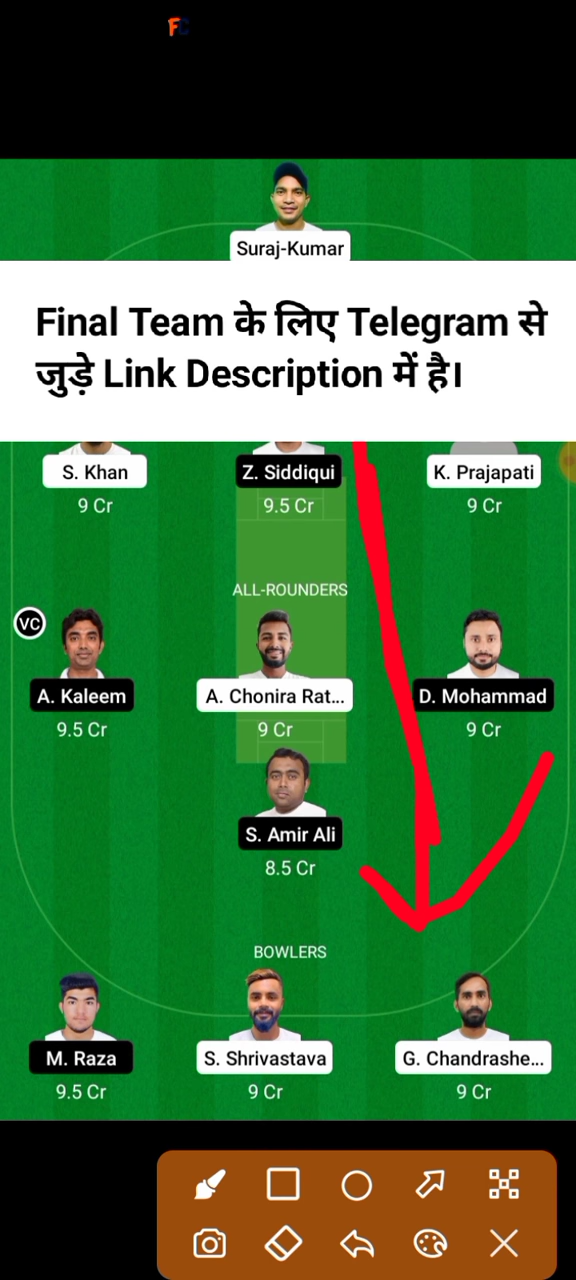 FC
Suraj-Kumar
Final Team के लिए Telegram से
जुड़े Link Description में है।
S. Khan
Z. Siddiqui
K. Prajapati
9 Cr
9.5 Cr
9 Cr
ALL-ROUNDERS
VC
A. Kaleem
A. Chonira Rat...
D. Mohammad
9.5 Cr
9 Cr
9 Cr
S. Amir Ali
8.5 Cr
BOWLERS
M. Raza
S. Shrivastava
G. Chandrashe...
9.5 Cr
9 Cr
9 Cr